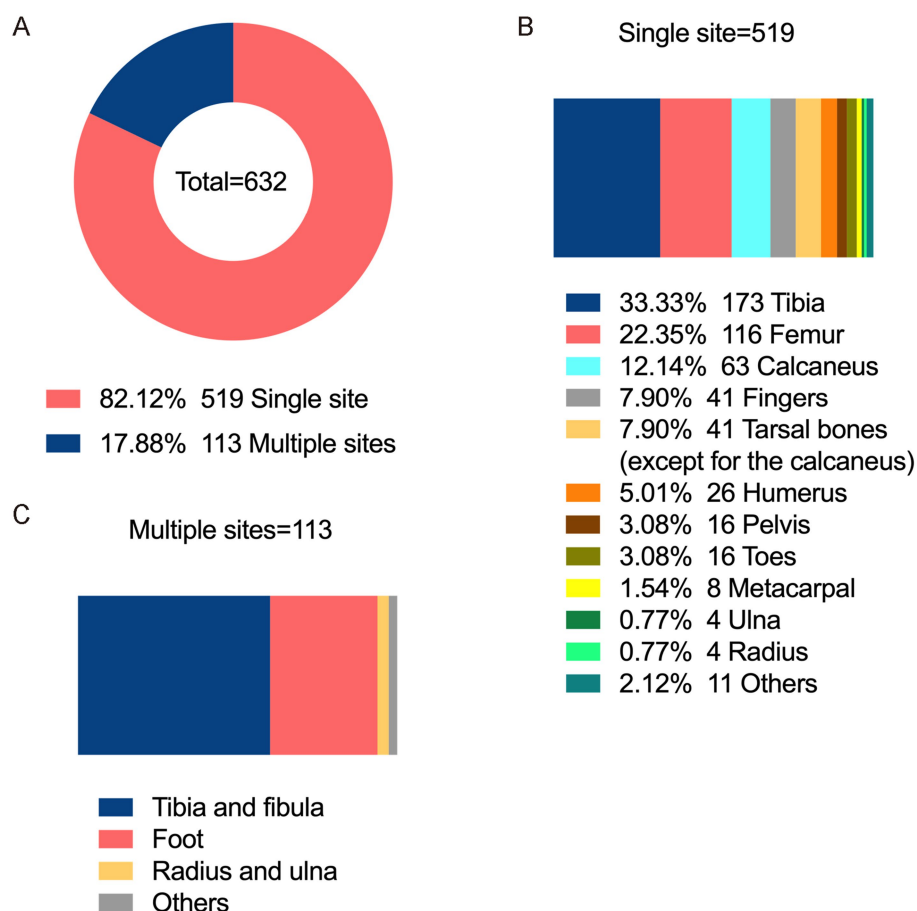 A
Total=632
82.12% 519 Single site
17.88% 113 Multiple sites
B
Single site=519
33.33% 173 Tibia
22.35% 116 Femur
12.14% 63 Calcaneus
7.90% 41 Fingers
7.90% 41 Tarsal bones
(except for the calcaneus)
5.01% 26 Humerus
3.08% 16 Pelvis
3.08% 16 Toes
1.54% 8 Metacarpal
0.77% 4 Ulna
0.77% 4 Radius
2.12% 11 Others
C
Multiple sites=113
Tibia and fibula
Foot
Radius and ulna
Others